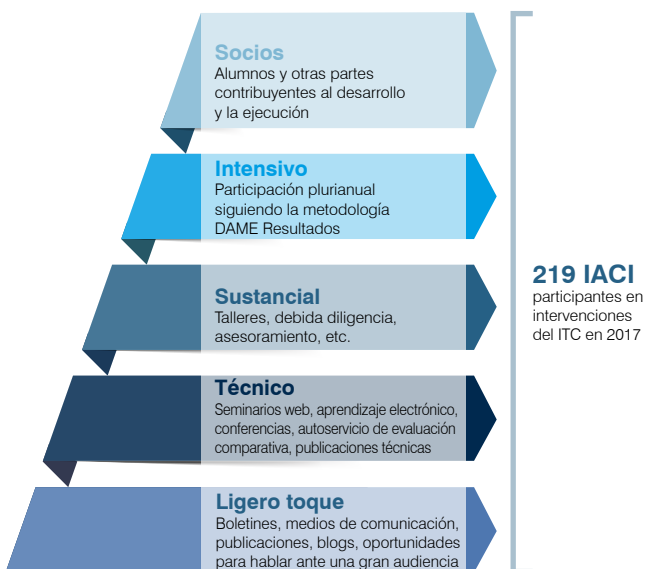 Socios
Alumnos y otras partes
contribuyentes al desarrollo
y la ejecución
Intensivo
Participación plurianual
siguiendo la metodología
DAME Resultados
Sustancial
Talleres, debida diligencia,
asesoramiento, etc.
Técnico
Seminarios web, aprendizaje electrónico,
conferencias, autoservicio de evaluación
comparativa, publicaciones técnicas
Ligero toque
Boletines, medios de comunicación,
publicaciones, blogs, oportunidades
para hablar ante una gran audiencia
219 IACI
participantes en
intervenciones
del ITC en 2017